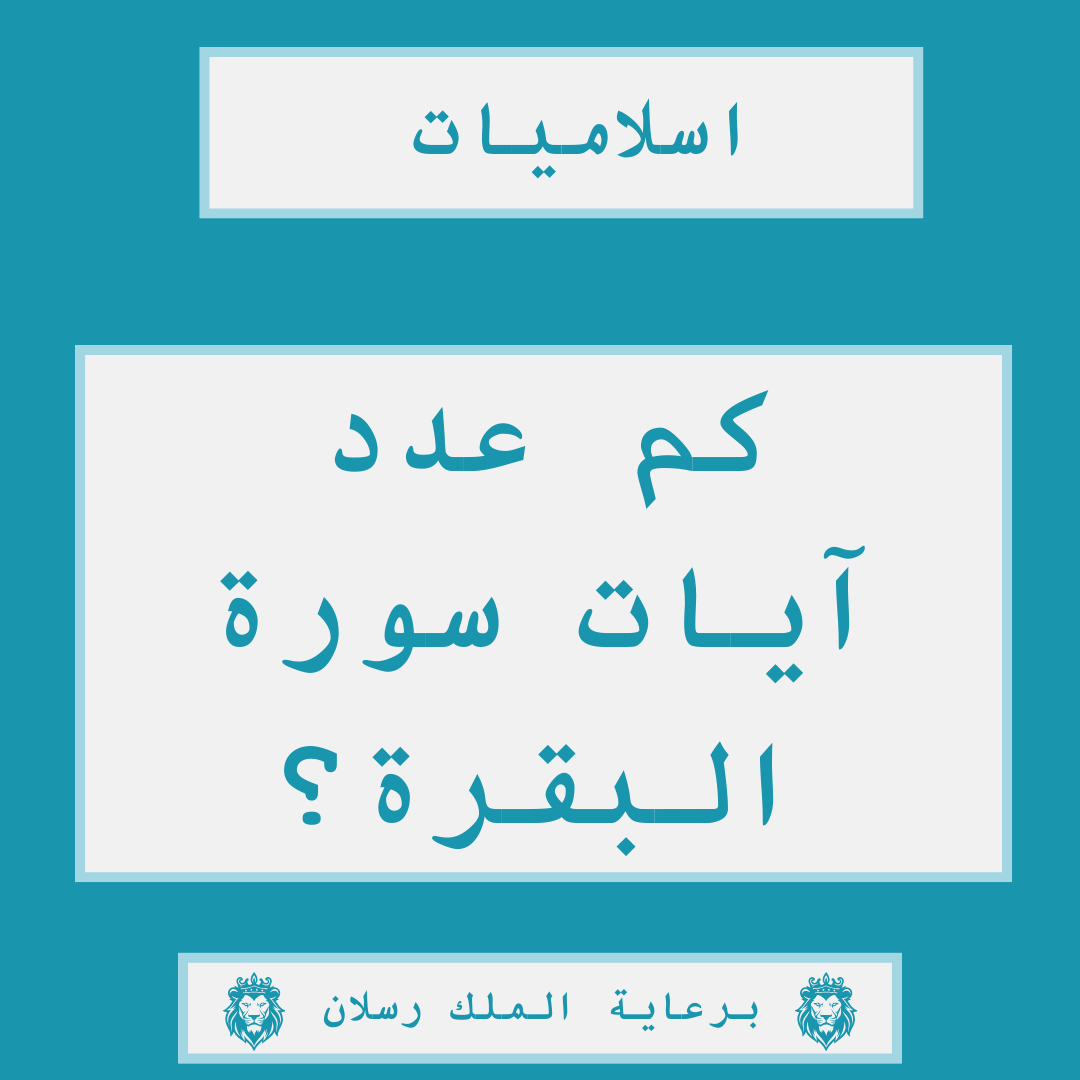 اسلاميات
كم عدد
آيات سورة
البقرة؟
برعاية الملك رسلان